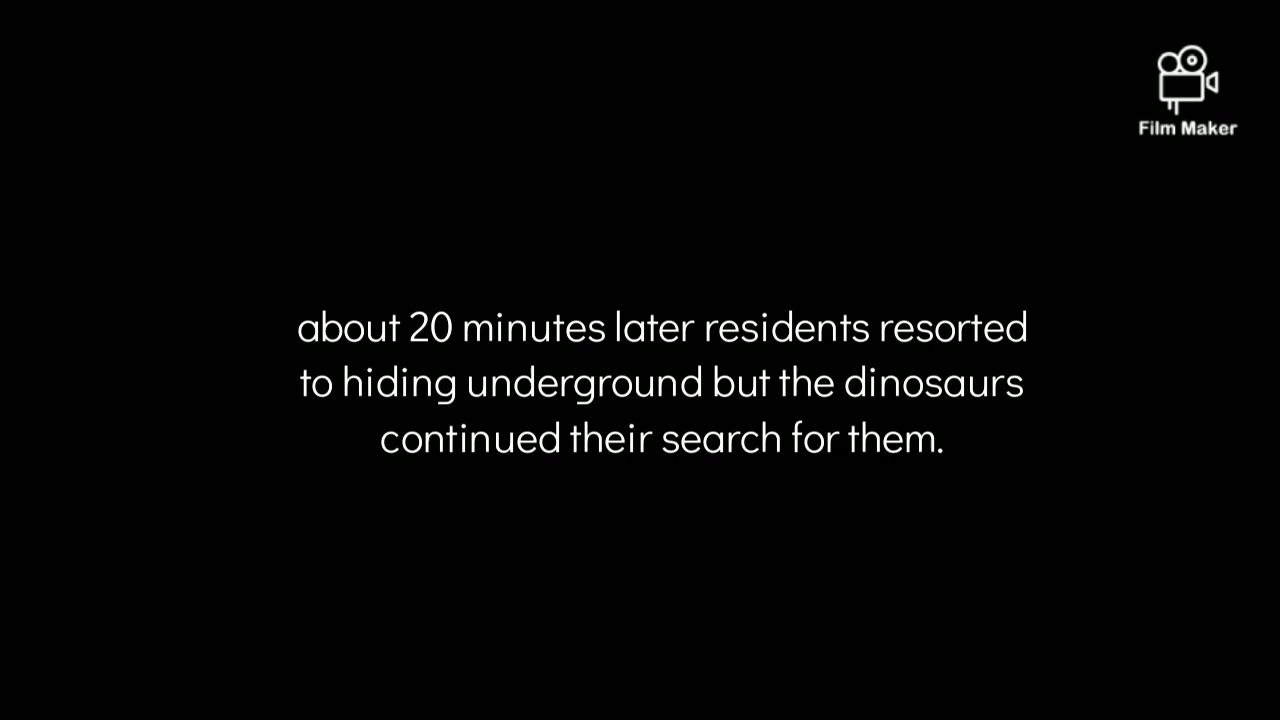 Film Maker
about 20 minutes later residents resorted
to hiding underground but the dinosaurs
continued their search for them.